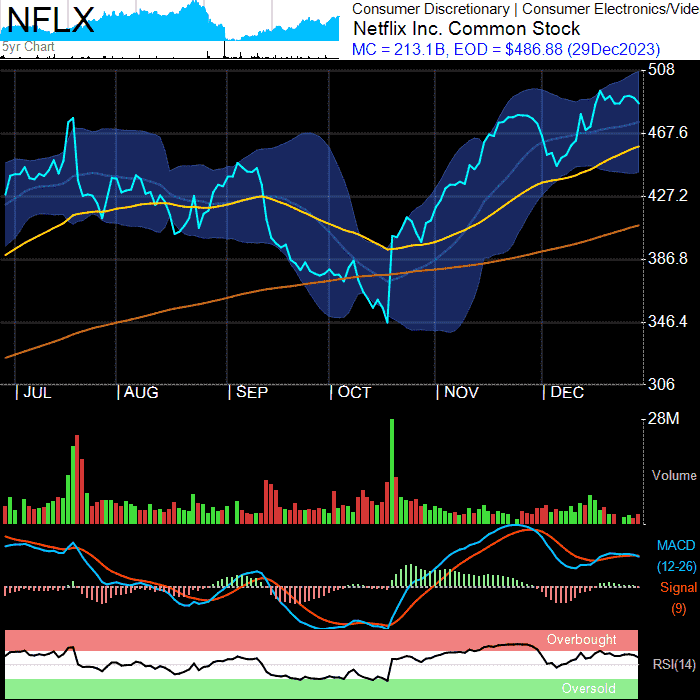 NFLX
5yr Chart
Consumer Discretionary | Consumer Electronics/Vide
Netflix Inc. Common Stock
MC = 213.1B, EOD = $486.88 (29Dec2023)
508
467.6
427.2
386.8
346.4
306
JUL AUG SEP OCT NOV DEC
28M
Volume
MACD
(12-26)
Signal
(9)
Overbought
RSI(14)
Oversold